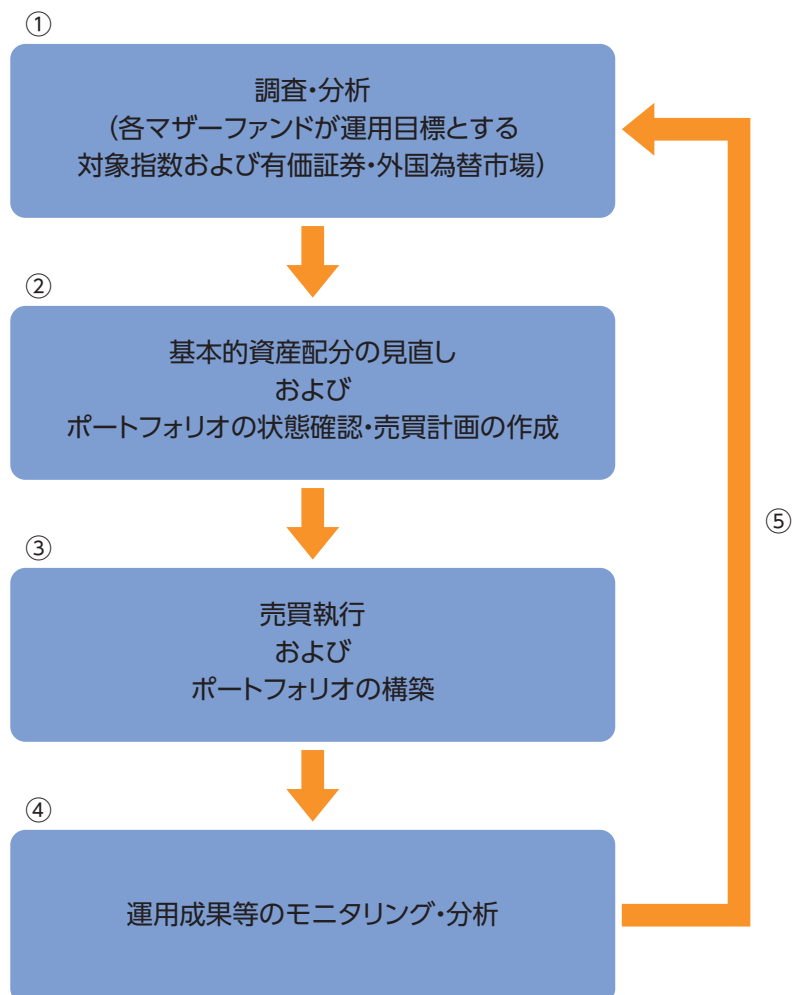 ①
調査・分析
（各マザーファンドが運用目標とする
対象指数および有価証券・外国為替市場）
②
基本的資産配分の見直し
および
ポートフォリオの状態確認・売買計画の作成
⑤
③
売買執行
および
ポートフォリオの構築
④
運用成果等のモニタリング・分析